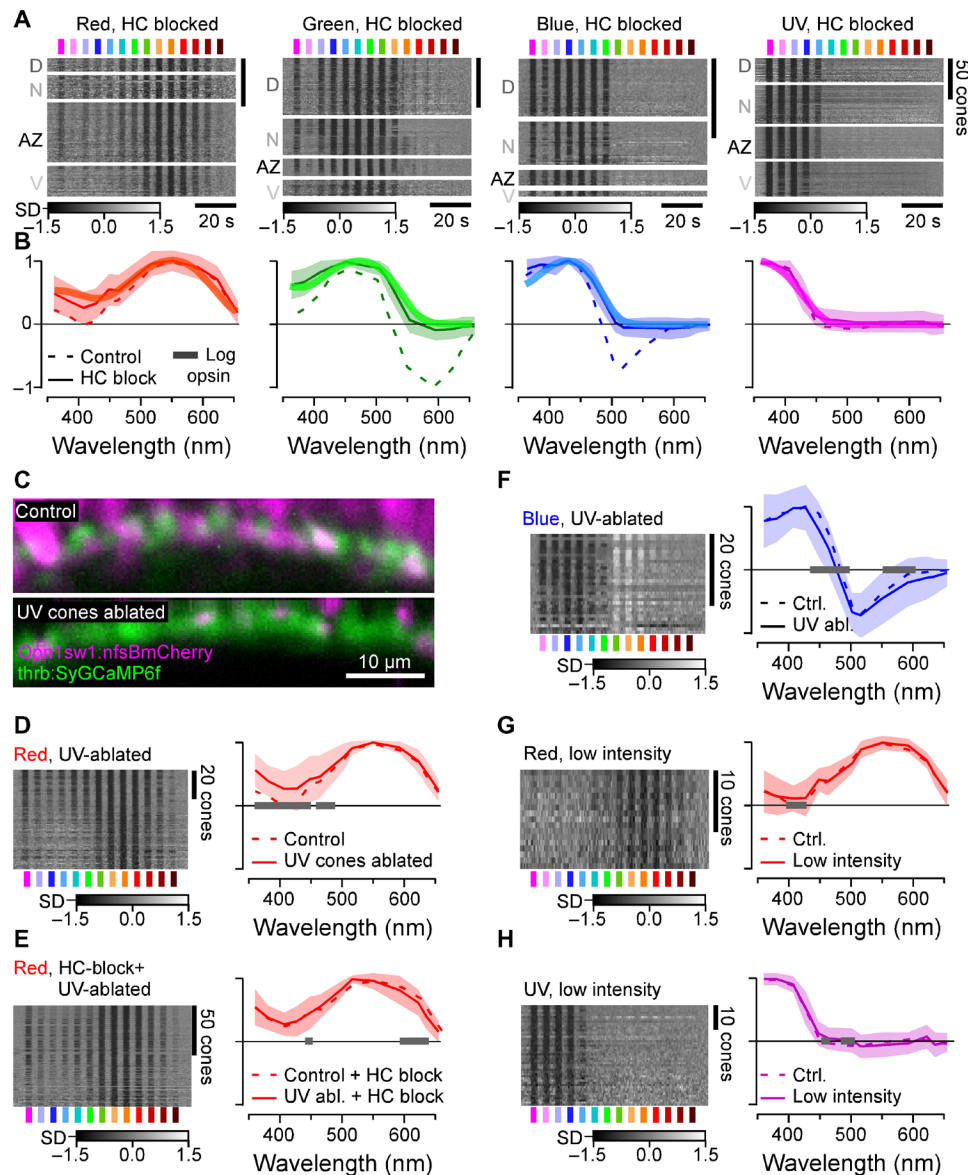 A
Red, HC blocked
Green, HC blocked
Blue, HC blocked
UV, HC blocked
D
N
AZ
V
D
N
AZ
V
D
N
AZ
V
D
N
AZ
V
50 cones
SD
−1.5 0.0 1.5
20 s
−1.5 0.0 1.5
20 s
−1.5 0.0 1.5
20 s
−1.5 0.0 1.5
20 s
B
1
0
−1
Control
HC block
Log opsin
400 500 600
Wavelength (nm)
400 500 600
Wavelength (nm)
400 500 600
Wavelength (nm)
400 500 600
Wavelength (nm)
C
Control
UV cones ablated
Opn1sw1:nfsBmCherry
thrb:SyGCaMP6f
10 µm
D
Red, UV-ablated
20 cones
SD
−1.5 0.0 1.5
Control
UV cones ablated
400 500 600
Wavelength (nm)
E
Red, HC-block+
UV-ablated
50 cones
SD
−1.5 0.0 1.5
Control + HC block
UV abl. + HC block
400 500 600
Wavelength (nm)
F
Blue, UV-ablated
20 cones
SD
−1.5 0.0 1.5
Ctrl.
UV abl.
400 500 600
Wavelength (nm)
G
Red, low intensity
10 cones
SD
−1.5 0.0 1.5
Ctrl.
Low intensity
400 500 600
Wavelength (nm)
H
UV, low intensity
10 cones
SD
−1.5 0.0 1.5
Ctrl.
Low intensity
400 500 600
Wavelength (nm)